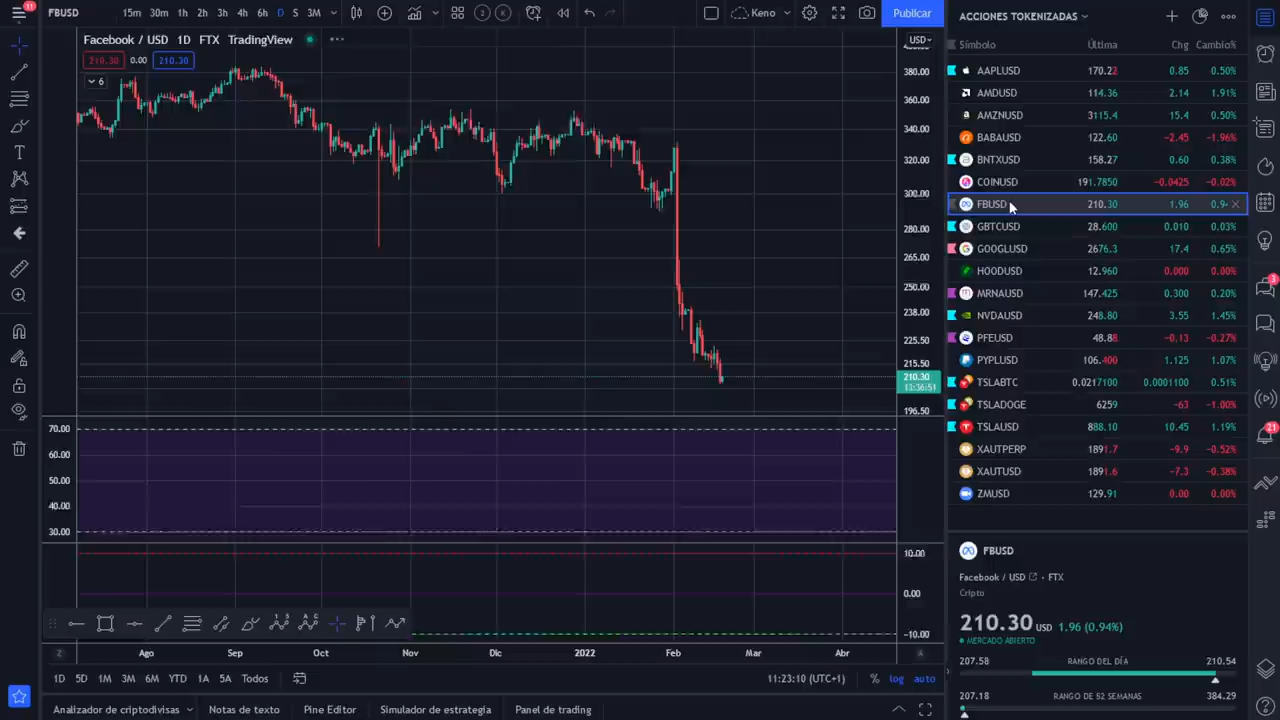 11
FBUSD
15m 30m 1h 2h 3h 4h 6h D S 3M
2 K
Keno
Publicar
Facebook / USD 1D FTX TradingView
210.30 0.00 210.30
6
USD
380.00
360.00
340.00
320.00
300.00
280.00
265.00
250.00
238.00
225.50
215.50
210.30
13:36:51
196.50
70.00
60.00
50.00
40.00
30.00
10.00
0.00
-10.00
Z Ago Sep Oct Nov Dic 2022 Feb Mar Abr A
1D 5D 1M 3M 6M YTD 1A 5A Todos
11:23:10 (UTC+1) % log auto
Analizador de criptodivisas Notas de texto Pine Editor Simulador de estrategia Panel de trading
ACCIONES TOKENIZADAS
Símbolo Última Chg Cambio%
AAPLUSD 170.22 0.85 0.50%
AMDUSD 114.36 2.14 1.91%
AMZNUSD 3115.4 15.4 0.50%
BABAUSD 122.60 −2.45 −1.96%
BNTXUSD 158.27 0.60 0.38%
COINUSD 191.7850 −0.0425 −0.02%
FBUSD 210.30 1.96 0.9
GBTCUSD 28.600 0.010 0.03%
GOOGLUSD 2676.3 17.4 0.65%
HOODUSD 12.960 0.000 0.00%
MRNAUSD 147.425 0.300 0.20%
NVDAUSD 248.80 3.55 1.45%
PFEUSD 48.88 −0.13 −0.27%
PYPLUSD 106.400 1.125 1.07%
TSLABTC 0.0217100 0.0001100 0.51%
TSLADOGE 6259 −63 −1.00%
TSLAUSD 888.10 10.45 1.19%
XAUTPERP 1891.7 −9.9 −0.52%
XAUTUSD 1891.6 −7.3 −0.38%
ZMUSD 129.91 0.00 0.00%
FBUSD
Facebook / USD • FTX
Cripto
210.30 USD 1.96 (0.94%)
MERCADO ABIERTO
207.58 RANGO DEL DÍA 210.54
207.18 RANGO DE 52 SEMANAS 384.29
3
21